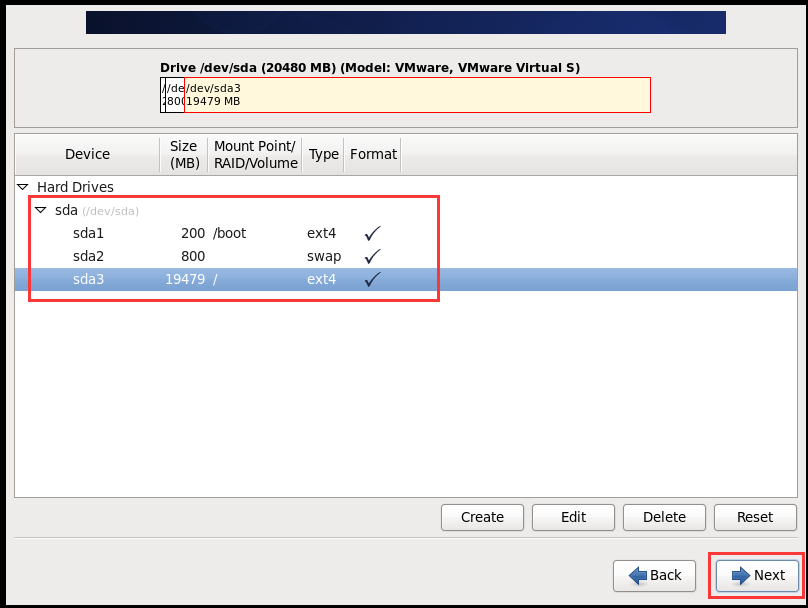 Drive /dev/sda (20480 MB) (Model: VMware, VMware Virtual S)
/dev/sda3
19479 MB
Device Size (MB) Mount Point/ RAID/Volume Type Format
Hard Drives
sda (/dev/sda)
sda1 200 /boot ext4
sda2 800 swap
sda3 19479 / ext4
Create Edit Delete Reset
Back Next